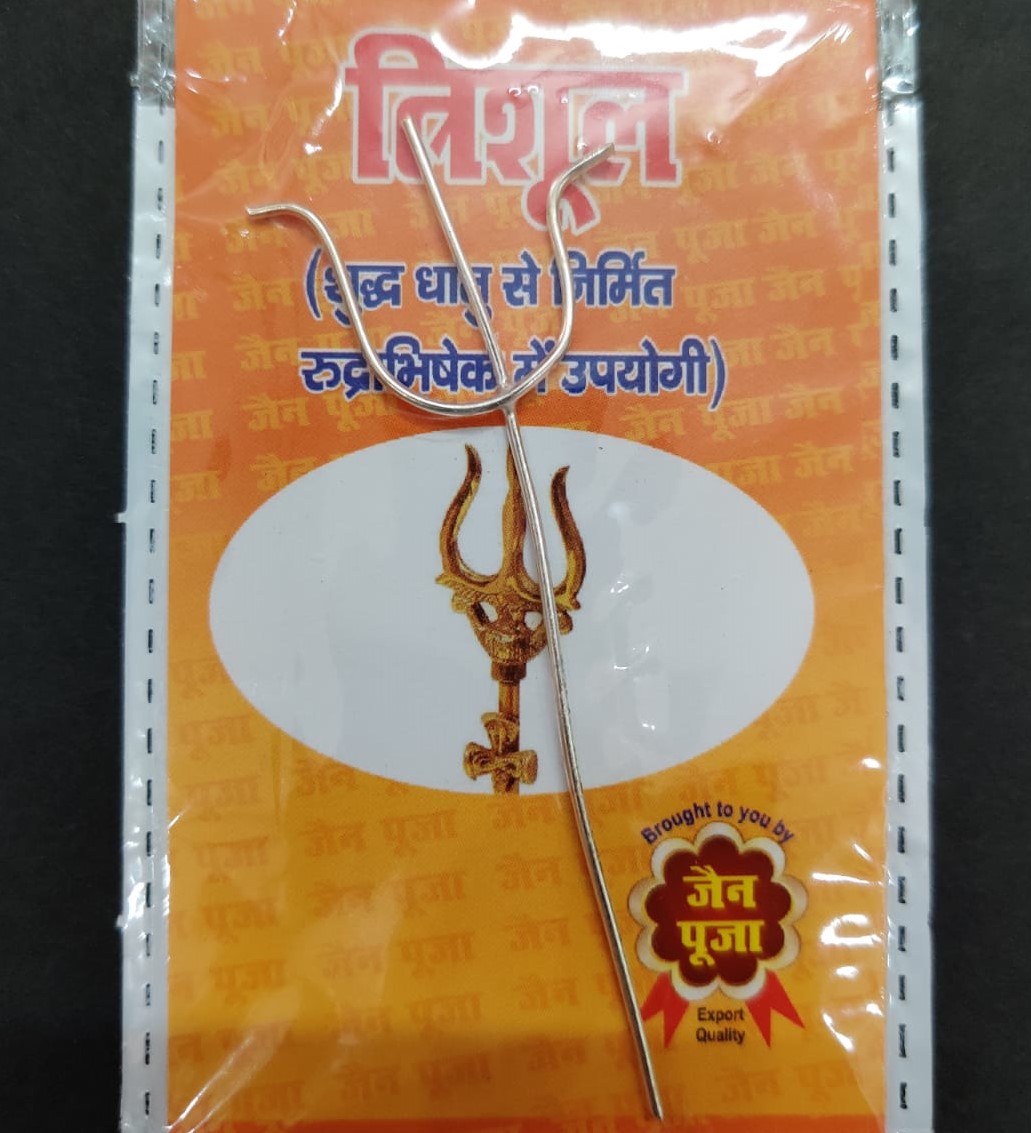 त्रिशूल
(शुद्ध धातु से निर्मित
रुद्राभिषेक में उपयोगी)
Brought to you by
जैन
पूजा
Export
Quality